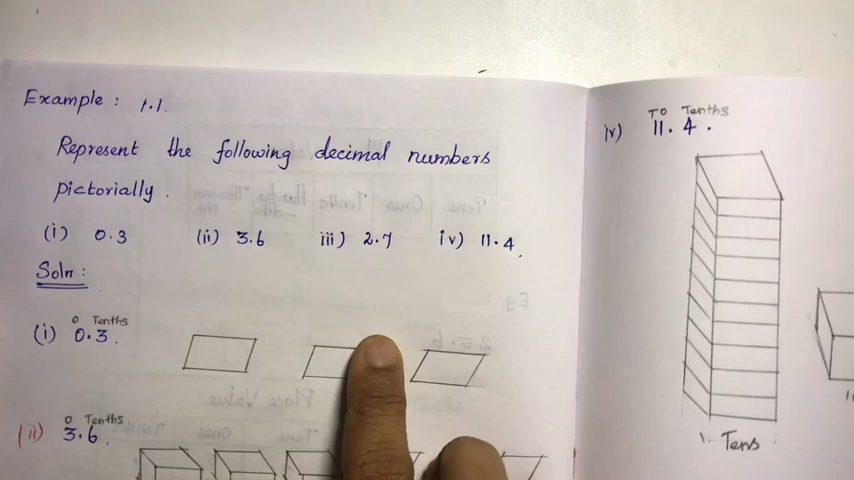 Example : 1.1.
Represent the following decimal numbers
pictorially .
(i) 0.3 (ii) 3.6 iii) 2.7 iv) 11.4 .
Soln :
O Tenths
(i) 0.3 .
O Tenths
(ii) 3.6 .
TO Tenths
iv) 11.4 .
1. Tens